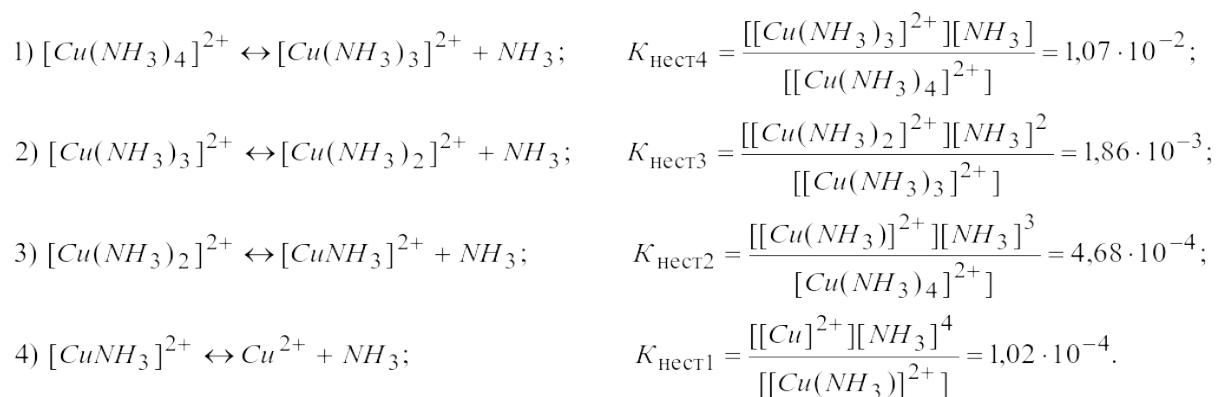 1) [Cu(NH₃)₄]²⁺ ↔ [Cu(NH₃)₃]²⁺ + NH₃; K_нест4 = [[Cu(NH₃)₃]²⁺][NH₃] / [[Cu(NH₃)₄]²⁺] = 1,07·10⁻²;
2) [Cu(NH₃)₃]²⁺ ↔ [Cu(NH₃)₂]²⁺ + NH₃; K_нест3 = [[Cu(NH₃)₂]²⁺][NH₃]² / [[Cu(NH₃)₃]²⁺] = 1,86·10⁻³;
3) [Cu(NH₃)₂]²⁺ ↔ [CuNH₃]²⁺ + NH₃; K_нест2 = [[Cu(NH₃)]²⁺][NH₃]³ / [Cu(NH₃)₄]²⁺] = 4,68·10⁻⁴;
4) [CuNH₃]²⁺ ↔ Cu²⁺ + NH₃; K_нест1 = [[Cu]²⁺][NH₃]⁴ / [[Cu(NH₃)]²⁺] = 1,02·10⁻⁴.